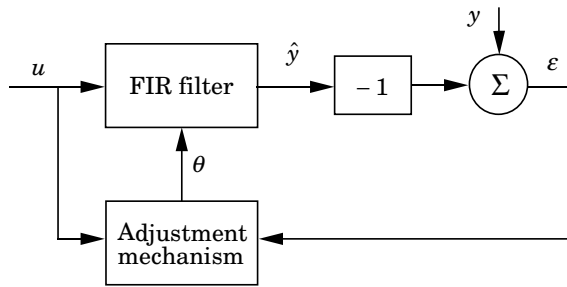 y
u
FIR filter
ŷ
− 1
Σ
ε
θ
Adjustment
mechanism